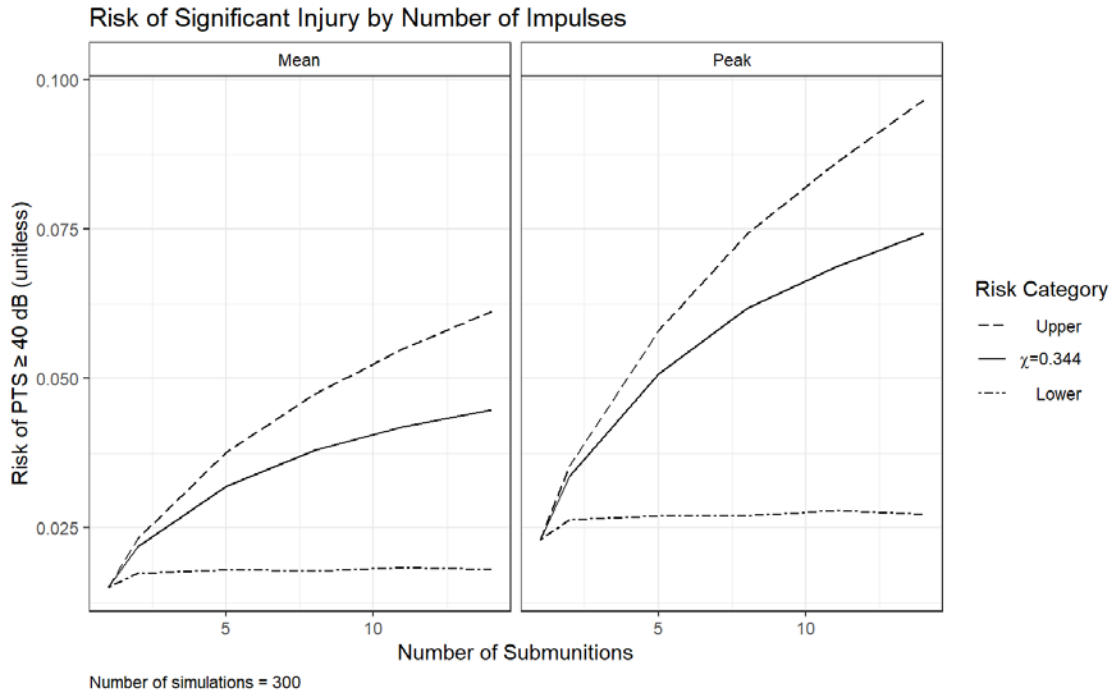 Risk of Significant Injury by Number of Impulses
Mean
Peak
0.100
0.075
0.050
0.025
Risk of PTS ≥ 40 dB (unitless)
5
10
5
10
Number of Submunitions
Risk Category
Upper
χ=0.344
Lower
Number of simulations = 300